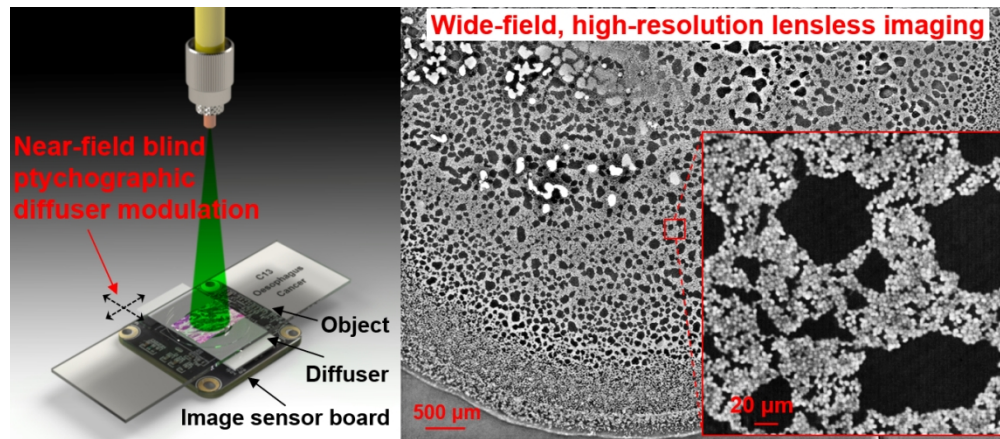 Near-field blind
ptychographic
diffuser modulation
C13
Oesophagus
Cancer
Object
Diffuser
Image sensor board
Wide-field, high-resolution lensless imaging
500 μm
20 μm